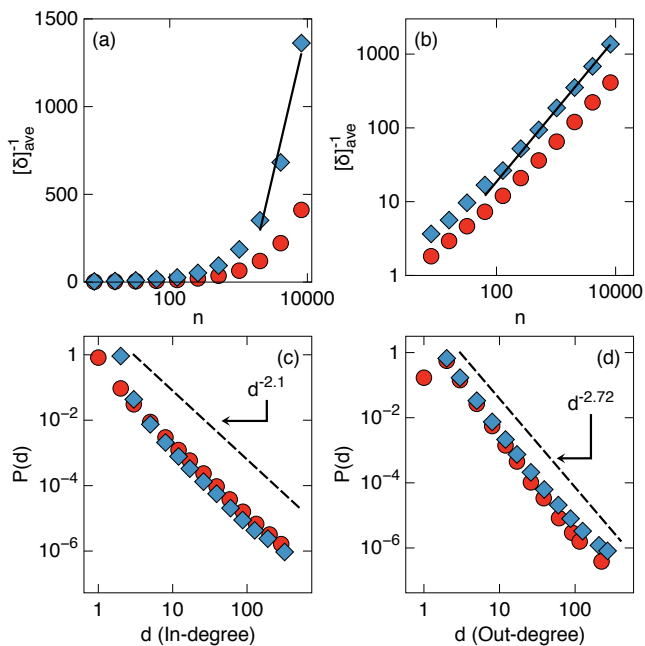 (a)
1500
1000
500
0
[δ]-1ave
100
10000
n
(b)
1000
100
10
1
[δ]-1ave
100
10000
n
(c)
1
10-2
10-4
10-6
P(d)
d-2.1
1
10
100
d (In-degree)
(d)
1
10-2
10-4
10-6
P(d)
d-2.72
1
10
100
d (Out-degree)